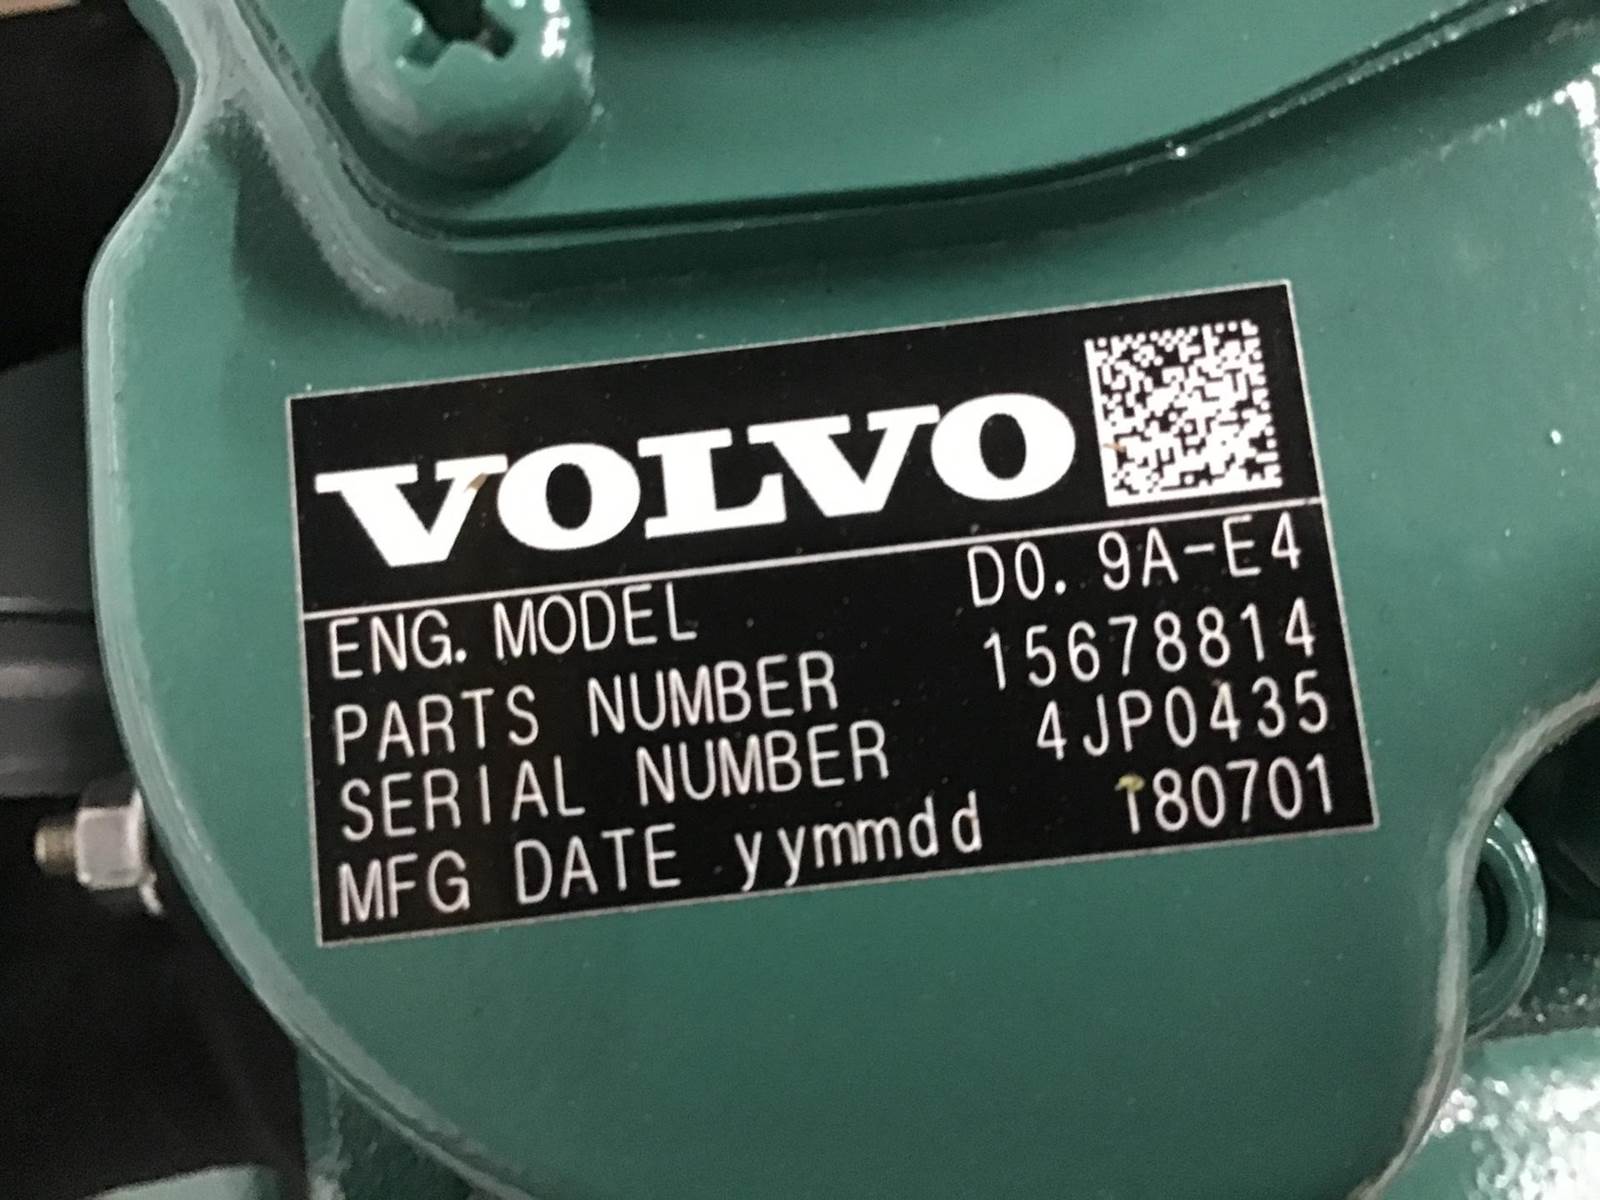 VOLVO
ENG. MODEL D0.9A-E4
PARTS NUMBER 15678814
SERIAL NUMBER 4JP0435
MFG DATE yymmdd 180701